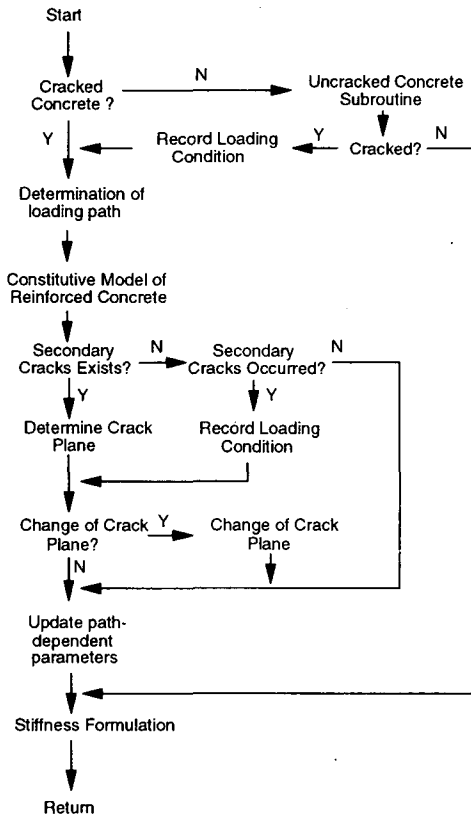 Start
Cracked
Concrete ?
N
Uncracked Concrete
Subroutine
Y
Record Loading
Condition
Y
Cracked?
N
Determination of
loading path
Constitutive Model of
Reinforced Concrete
Secondary
Cracks Exists?
N
Secondary
Cracks Occurred?
N
Y
Y
Determine Crack
Plane
Record Loading
Condition
Change of Crack
Plane?
Y
Change of Crack
Plane
N
Update path-
dependent
parameters
Stiffness Formulation
Return